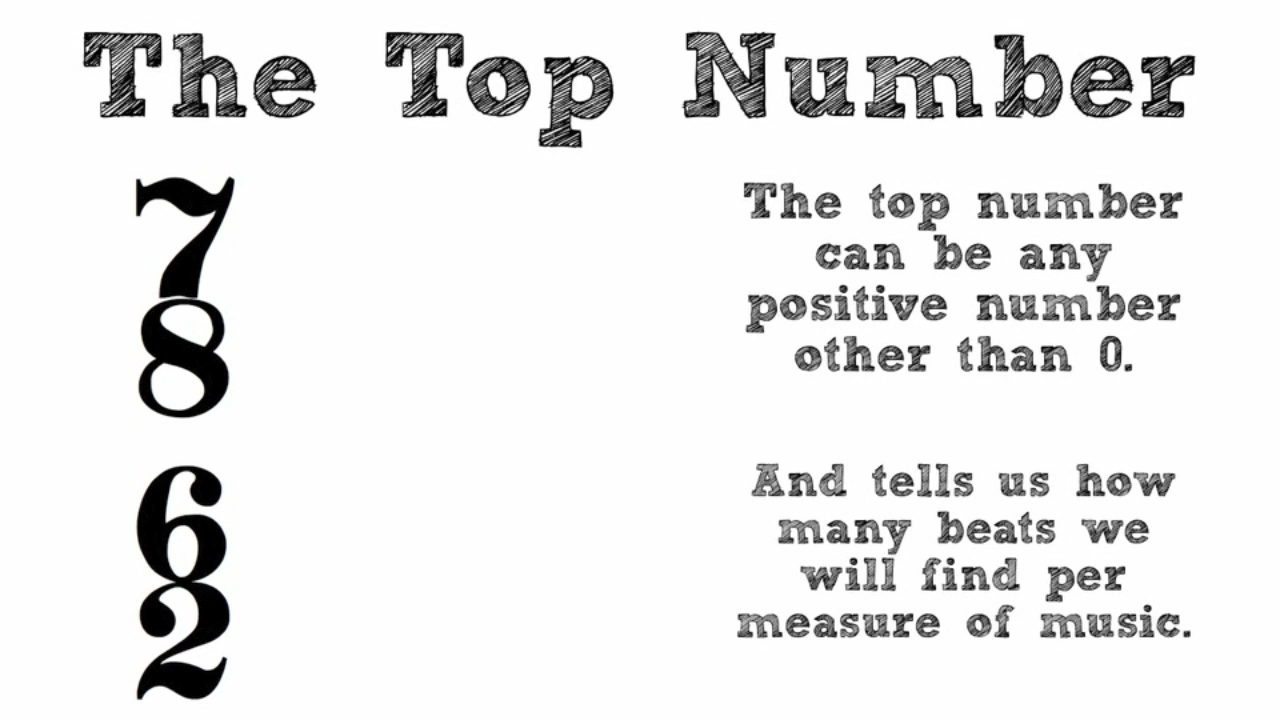 The Top Number
7
8
The top number
can be any
positive number
other than 0.
6
2
And tells us how
many beats we
will find per
measure of music.